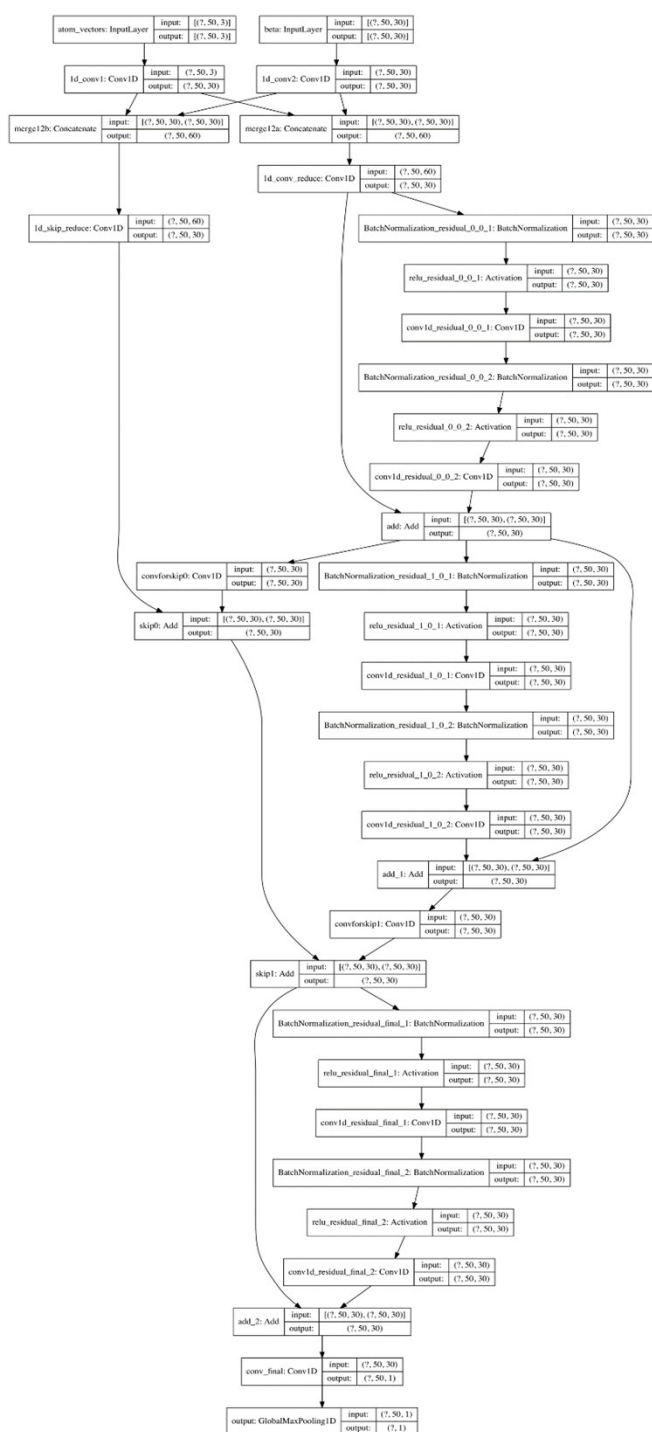 atom_vectors: InputLayer
input: [(?, 50, 3)]
output: [(?, 50, 3)]
beta: InputLayer
input: [(?, 50, 30)]
output: [(?, 50, 30)]
1d_conv1: Conv1D
input: (?, 50, 3)
output: (?, 50, 30)
1d_conv2: Conv1D
input: (?, 50, 30)
output: (?, 50, 30)
merge12b: Concatenate
input: [(?, 50, 30), (?, 50, 30)]
output: (?, 50, 60)
merge12a: Concatenate
input: [(?, 50, 30), (?, 50, 30)]
output: (?, 50, 60)
1d_conv_reduce: Conv1D
input: (?, 50, 60)
output: (?, 50, 30)
1d_skip_reduce: Conv1D
input: (?, 50, 60)
output: (?, 50, 30)
BatchNormalization_residual_0_0_1: BatchNormalization
input: (?, 50, 30)
output: (?, 50, 30)
relu_residual_0_0_1: Activation
input: (?, 50, 30)
output: (?, 50, 30)
conv1d_residual_0_0_1: Conv1D
input: (?, 50, 30)
output: (?, 50, 30)
BatchNormalization_residual_0_0_2: BatchNormalization
input: (?, 50, 30)
output: (?, 50, 30)
relu_residual_0_0_2: Activation
input: (?, 50, 30)
output: (?, 50, 30)
conv1d_residual_0_0_2: Conv1D
input: (?, 50, 30)
output: (?, 50, 30)
add: Add
input: [(?, 50, 30), (?, 50, 30)]
output: (?, 50, 30)
convforskip0: Conv1D
input: (?, 50, 30)
output: (?, 50, 30)
BatchNormalization_residual_1_0_1: BatchNormalization
input: (?, 50, 30)
output: (?, 50, 30)
skip0: Add
input: [(?, 50, 30), (?, 50, 30)]
output: (?, 50, 30)
relu_residual_1_0_1: Activation
input: (?, 50, 30)
output: (?, 50, 30)
conv1d_residual_1_0_1: Conv1D
input: (?, 50, 30)
output: (?, 50, 30)
BatchNormalization_residual_1_0_2: BatchNormalization
input: (?, 50, 30)
output: (?, 50, 30)
relu_residual_1_0_2: Activation
input: (?, 50, 30)
output: (?, 50, 30)
conv1d_residual_1_0_2: Conv1D
input: (?, 50, 30)
output: (?, 50, 30)
add_1: Add
input: [(?, 50, 30), (?, 50, 30)]
output: (?, 50, 30)
convforskip1: Conv1D
input: (?, 50, 30)
output: (?, 50, 30)
skip1: Add
input: [(?, 50, 30), (?, 50, 30)]
output: (?, 50, 30)
BatchNormalization_residual_final_1: BatchNormalization
input: (?, 50, 30)
output: (?, 50, 30)
relu_residual_final_1: Activation
input: (?, 50, 30)
output: (?, 50, 30)
conv1d_residual_final_1: Conv1D
input: (?, 50, 30)
output: (?, 50, 30)
BatchNormalization_residual_final_2: BatchNormalization
input: (?, 50, 30)
output: (?, 50, 30)
relu_residual_final_2: Activation
input: (?, 50, 30)
output: (?, 50, 30)
conv1d_residual_final_2: Conv1D
input: (?, 50, 30)
output: (?, 50, 30)
add_2: Add
input: [(?, 50, 30), (?, 50, 30)]
output: (?, 50, 30)
conv_final: Conv1D
input: (?, 50, 30)
output: (?, 50, 1)
output: GlobalMaxPooling1D
input: (?, 50, 1)
output: (?, 1)